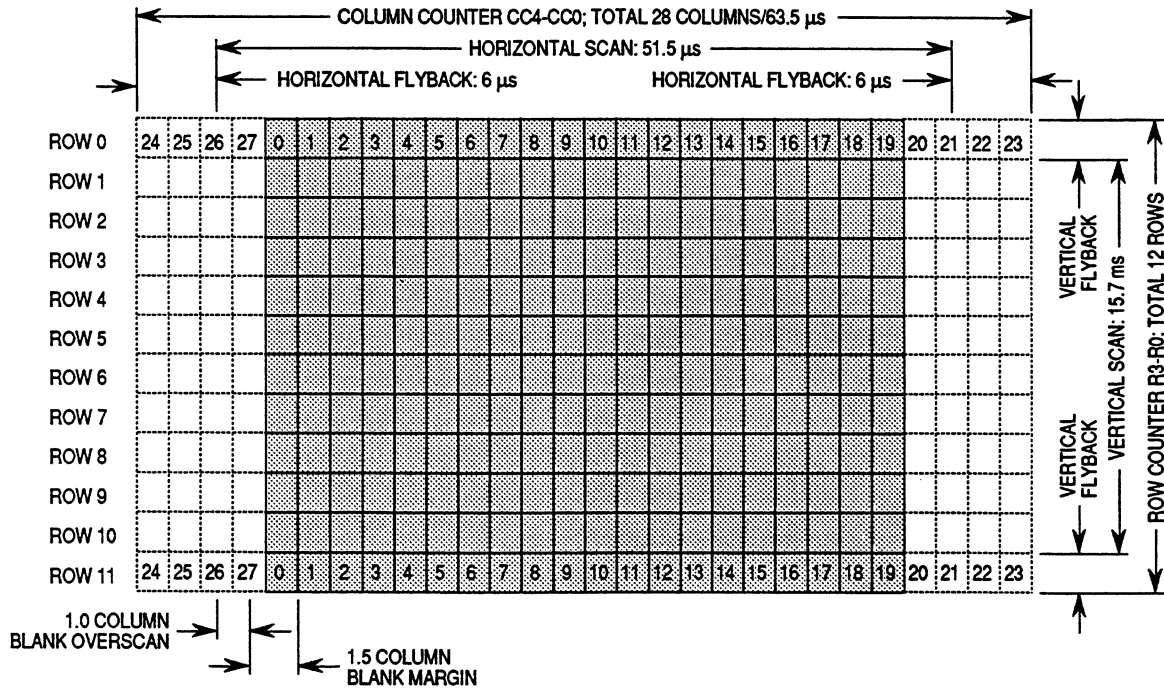 COLUMN COUNTER CC4-CC0; TOTAL 28 COLUMNS/63.5 µs
HORIZONTAL SCAN: 51.5 µs
HORIZONTAL FLYBACK: 6 µs HORIZONTAL FLYBACK: 6 µs
ROW 0 24 25 26 27 0 1 2 3 4 5 6 7 8 9 10 11 12 13 14 15 16 17 18 19 20 21 22 23
ROW 1
ROW 2
ROW 3
ROW 4
ROW 5
ROW 6
ROW 7
ROW 8
ROW 9
ROW 10
ROW 11 24 25 26 27 0 1 2 3 4 5 6 7 8 9 10 11 12 13 14 15 16 17 18 19 20 21 22 23
VERTICAL
FLYBACK
VERTICAL
FLYBACK
VERTICAL SCAN: 15.7 ms
ROW COUNTER R3-R0: TOTAL 12 ROWS
1.0 COLUMN
BLANK OVERSCAN
1.5 COLUMN
BLANK MARGIN